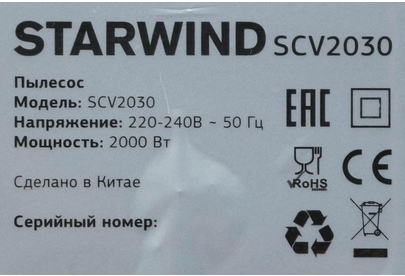 STARWIND SCV2030
Пылесос
Модель: SCV2030
Напряжение: 220-240В ~ 50 Гц
Мощность: 2000 Вт
Сделано в Китае
Серийный номер:
EAC
RoHS
CE